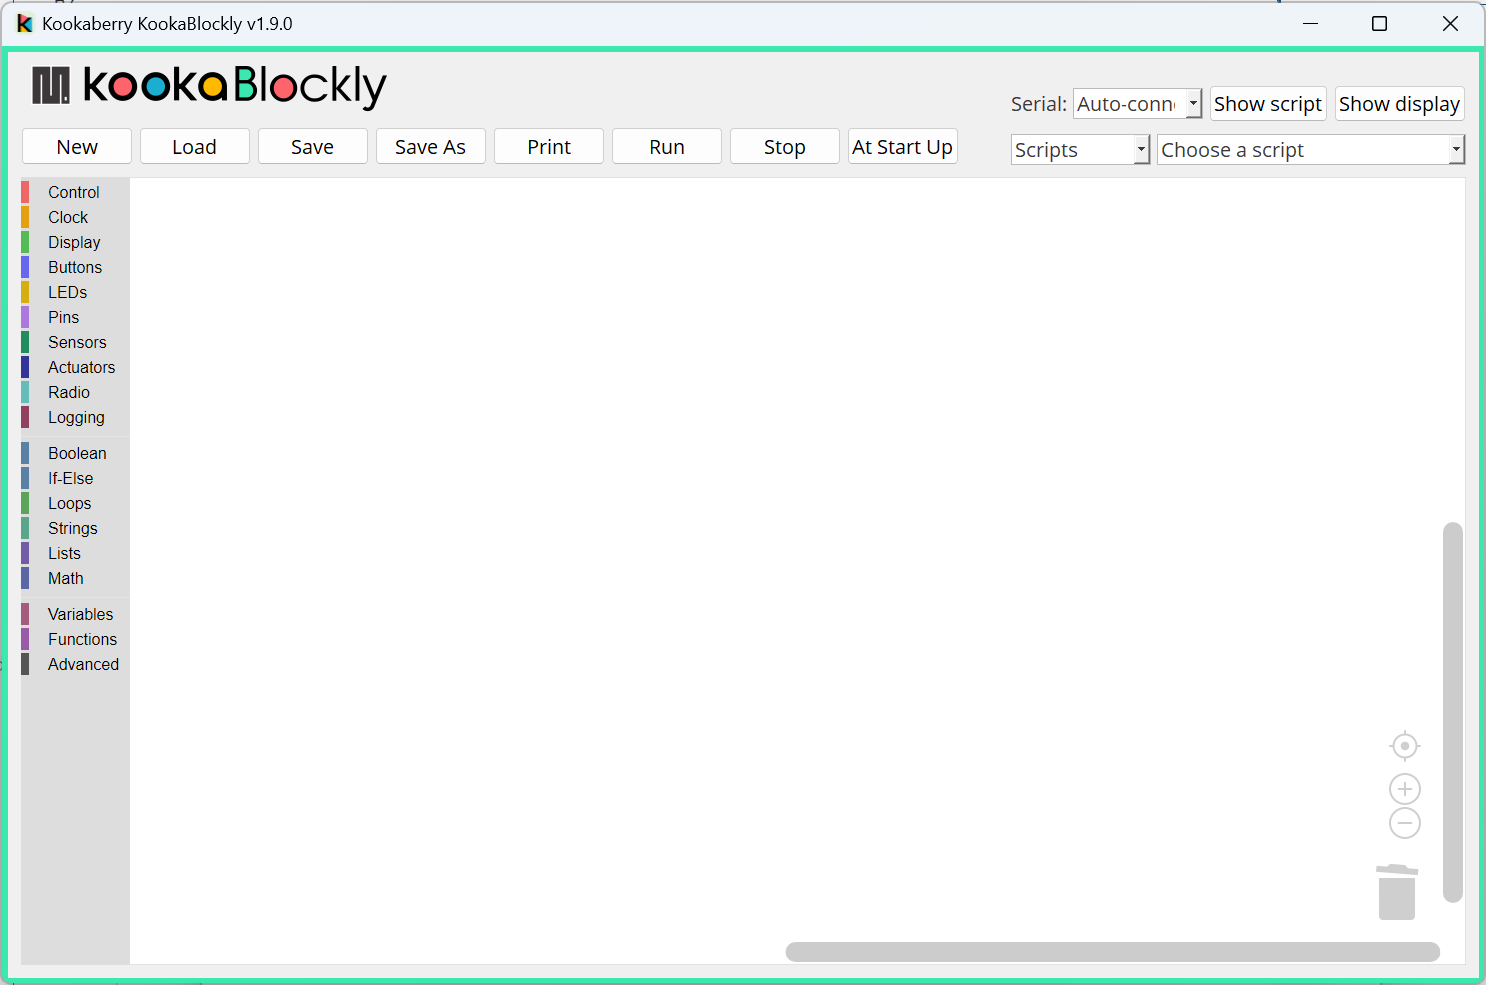 Kookaberry KookaBlockly v1.9.0
kookaBlockly
Serial: Auto-conn Show script Show display
New Load Save Save As Print Run Stop At Start Up Scripts Choose a script
Control
Clock
Display
Buttons
LEDs
Pins
Sensors
Actuators
Radio
Logging
Boolean
If-Else
Loops
Strings
Lists
Math
Variables
Functions
Advanced